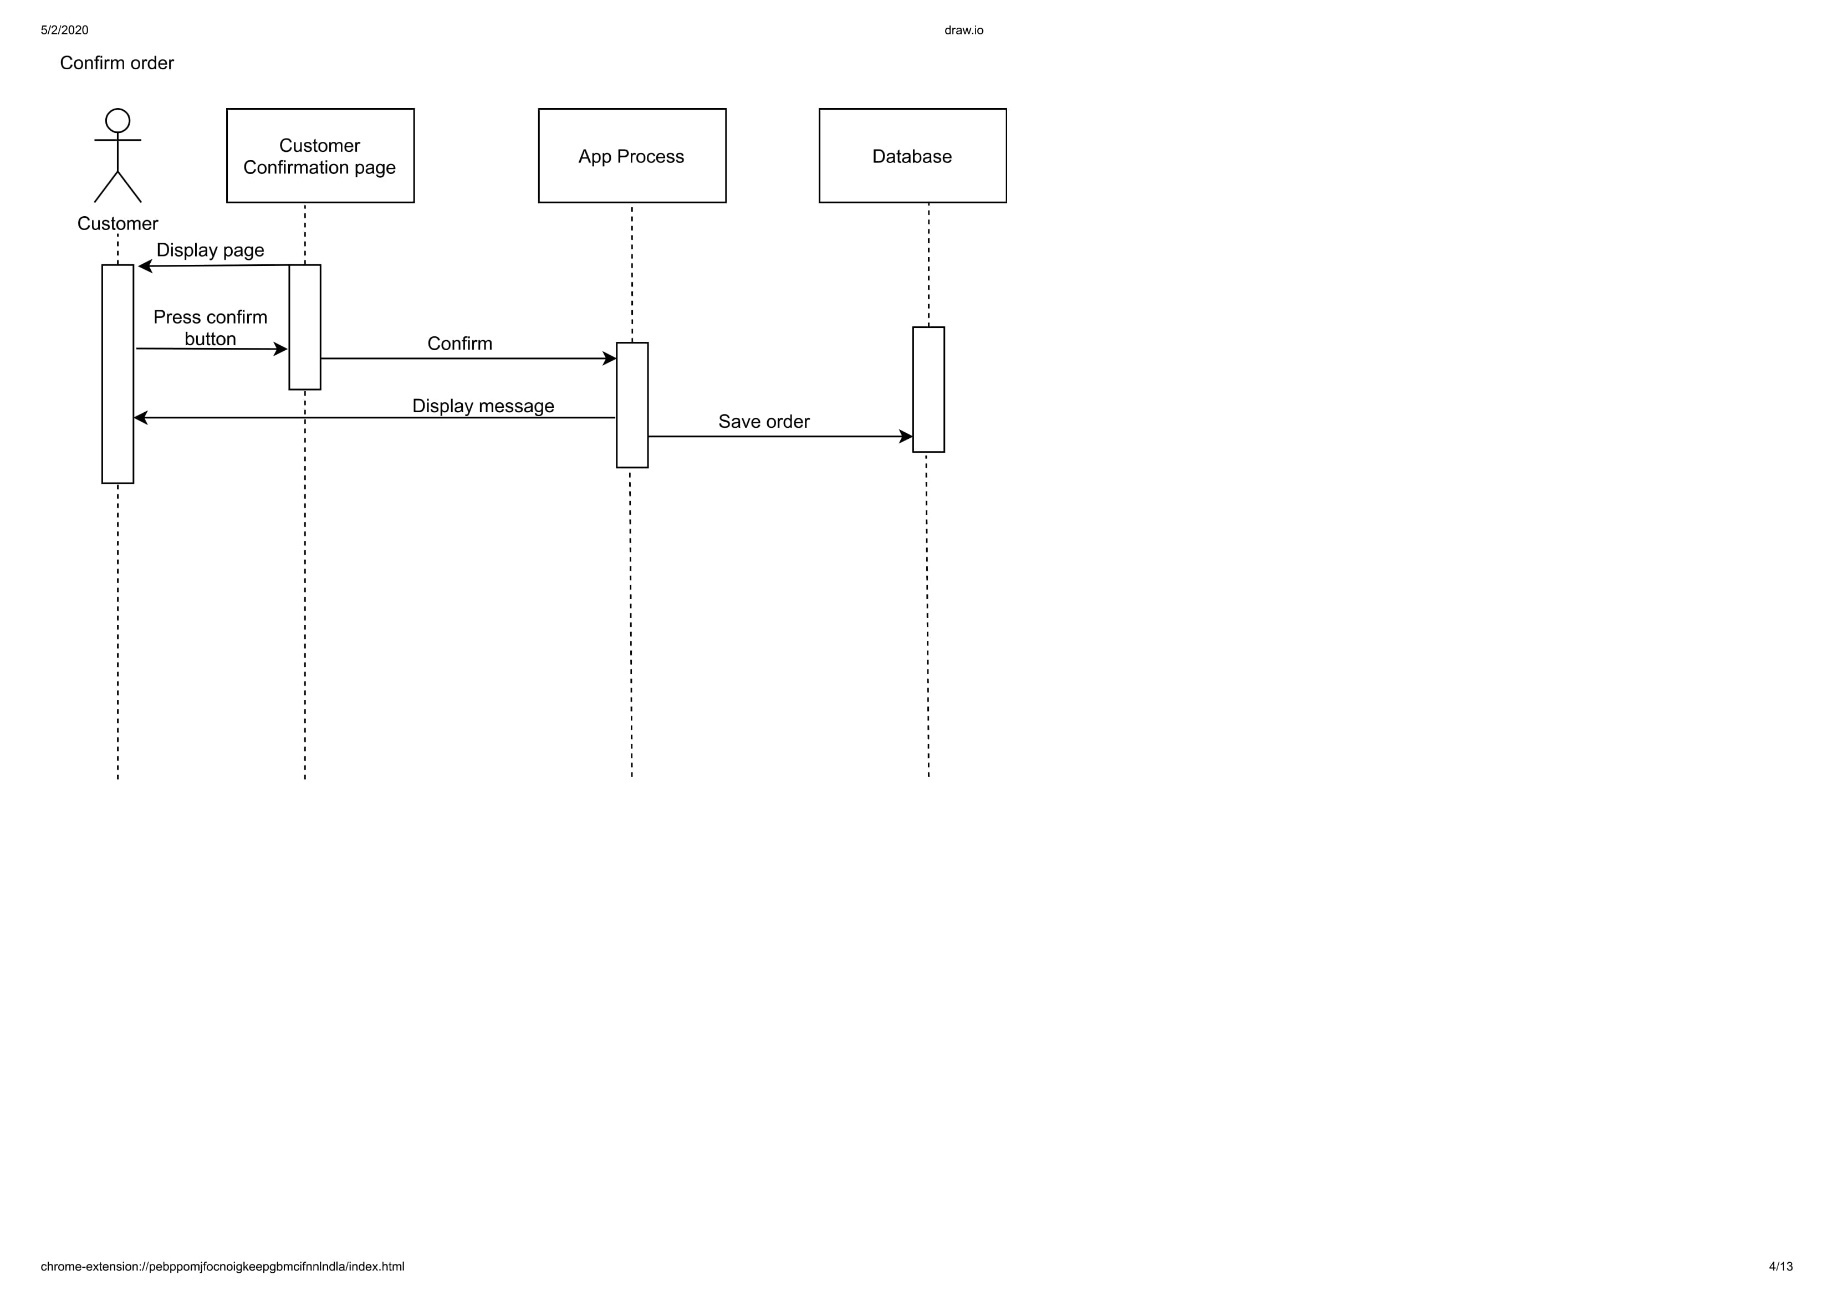 5/2/2020
draw.io
Confirm order
Customer
Confirmation page
App Process
Database
Customer
Display page
Press confirm
button
Confirm
Display message
Save order
chrome-extension://pebppomjfocnoigkeepgbmcifnnlndla/index.html
4/13